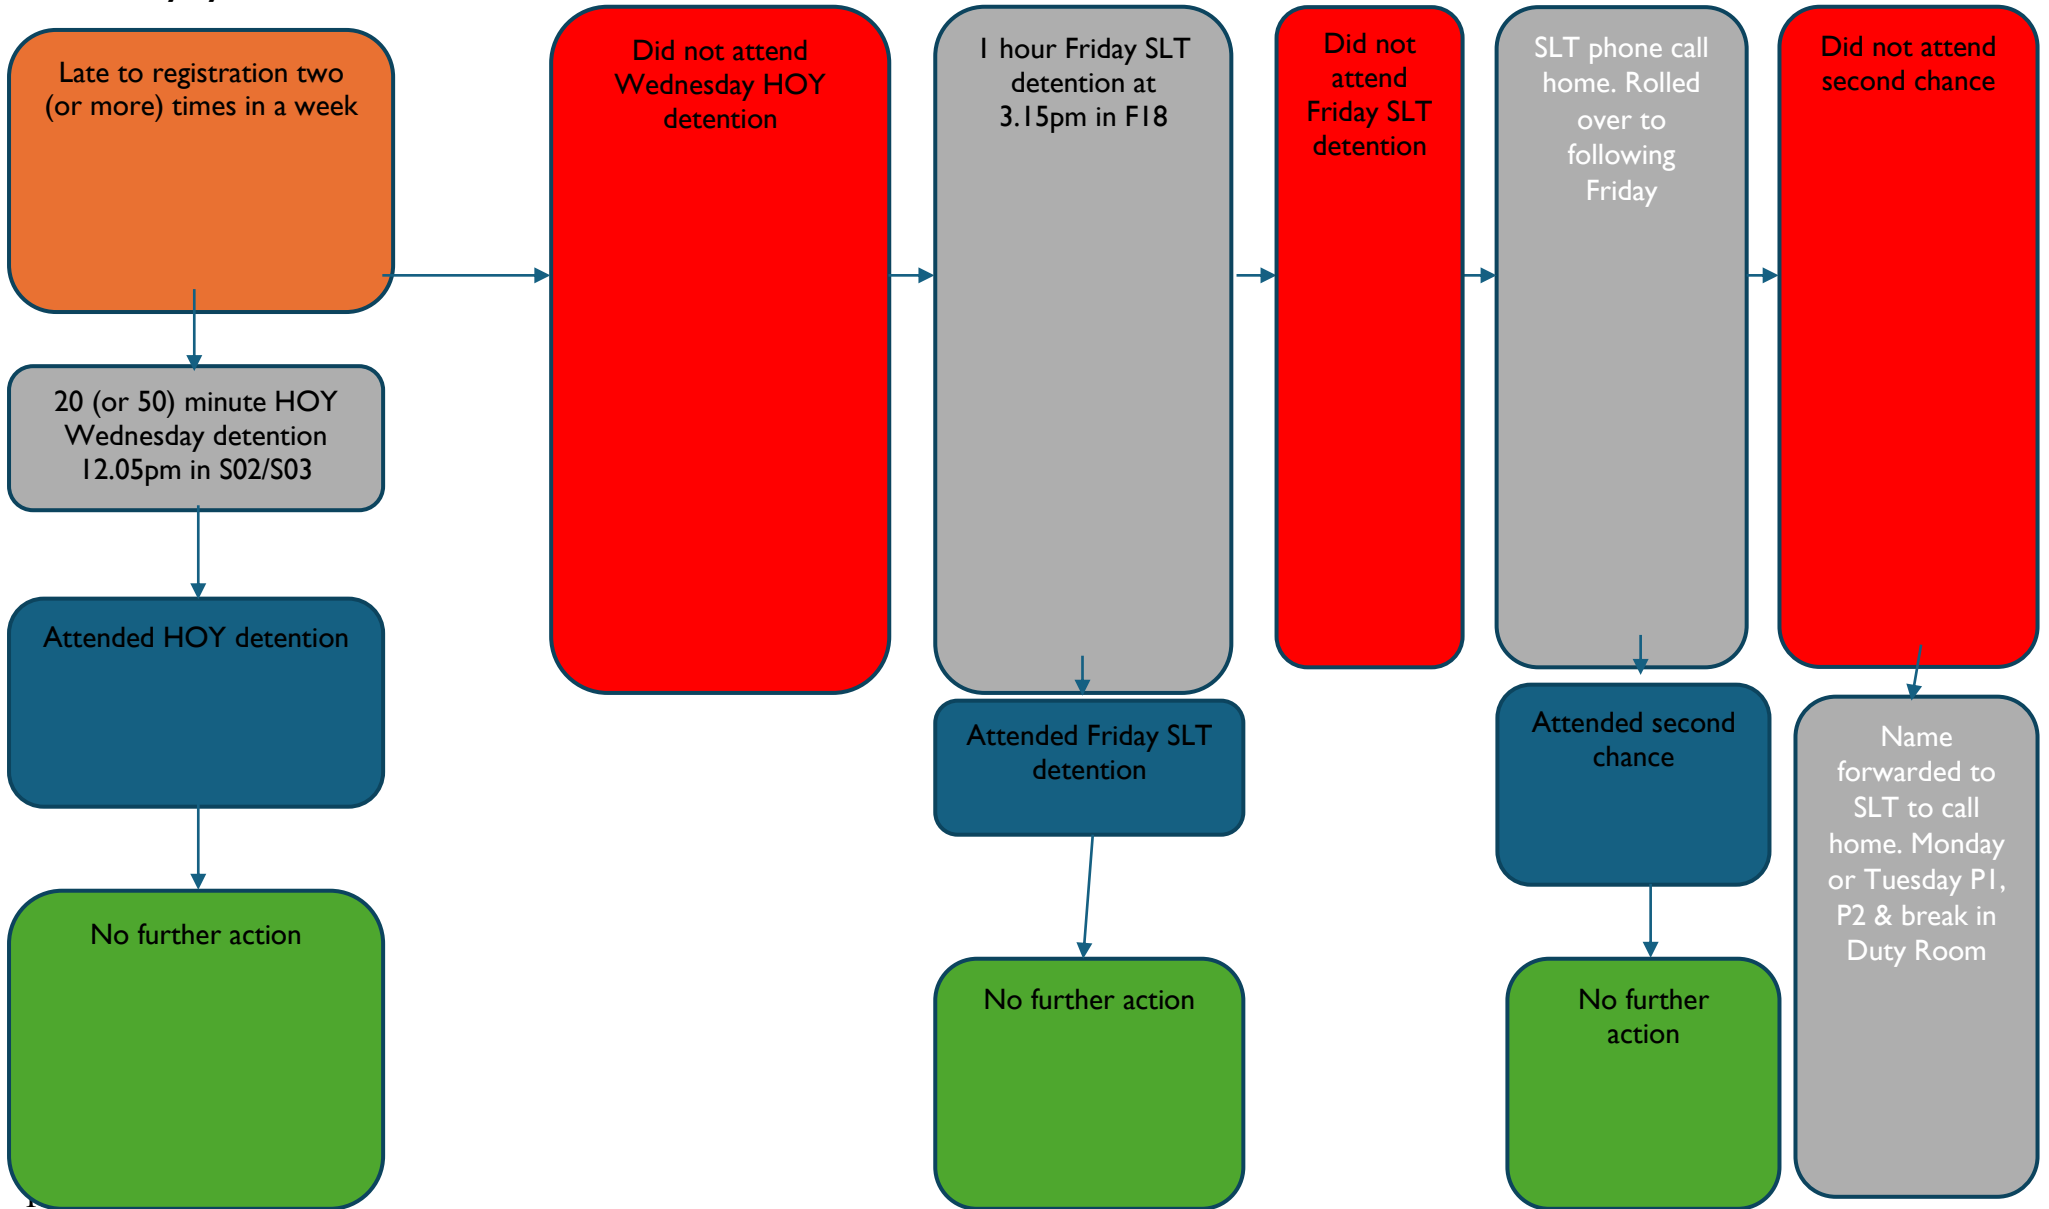 Late to registration two
(or more) times in a week
20 (or 50) minute HOY
Wednesday detention
12.05pm in S02/S03
Attended HOY detention
No further action
Did not attend
Wednesday HOY
detention
1 hour Friday SLT
detention at
3.15pm in F18
Attended Friday SLT
detention
No further action
Did not
attend
Friday SLT
detention
SLT phone call
home. Rolled
over to
following
Friday
Attended second
chance
No further
action
Did not attend
second chance
Name
forwarded to
SLT to call
home. Monday
or Tuesday P1,
P2 & break in
Duty Room